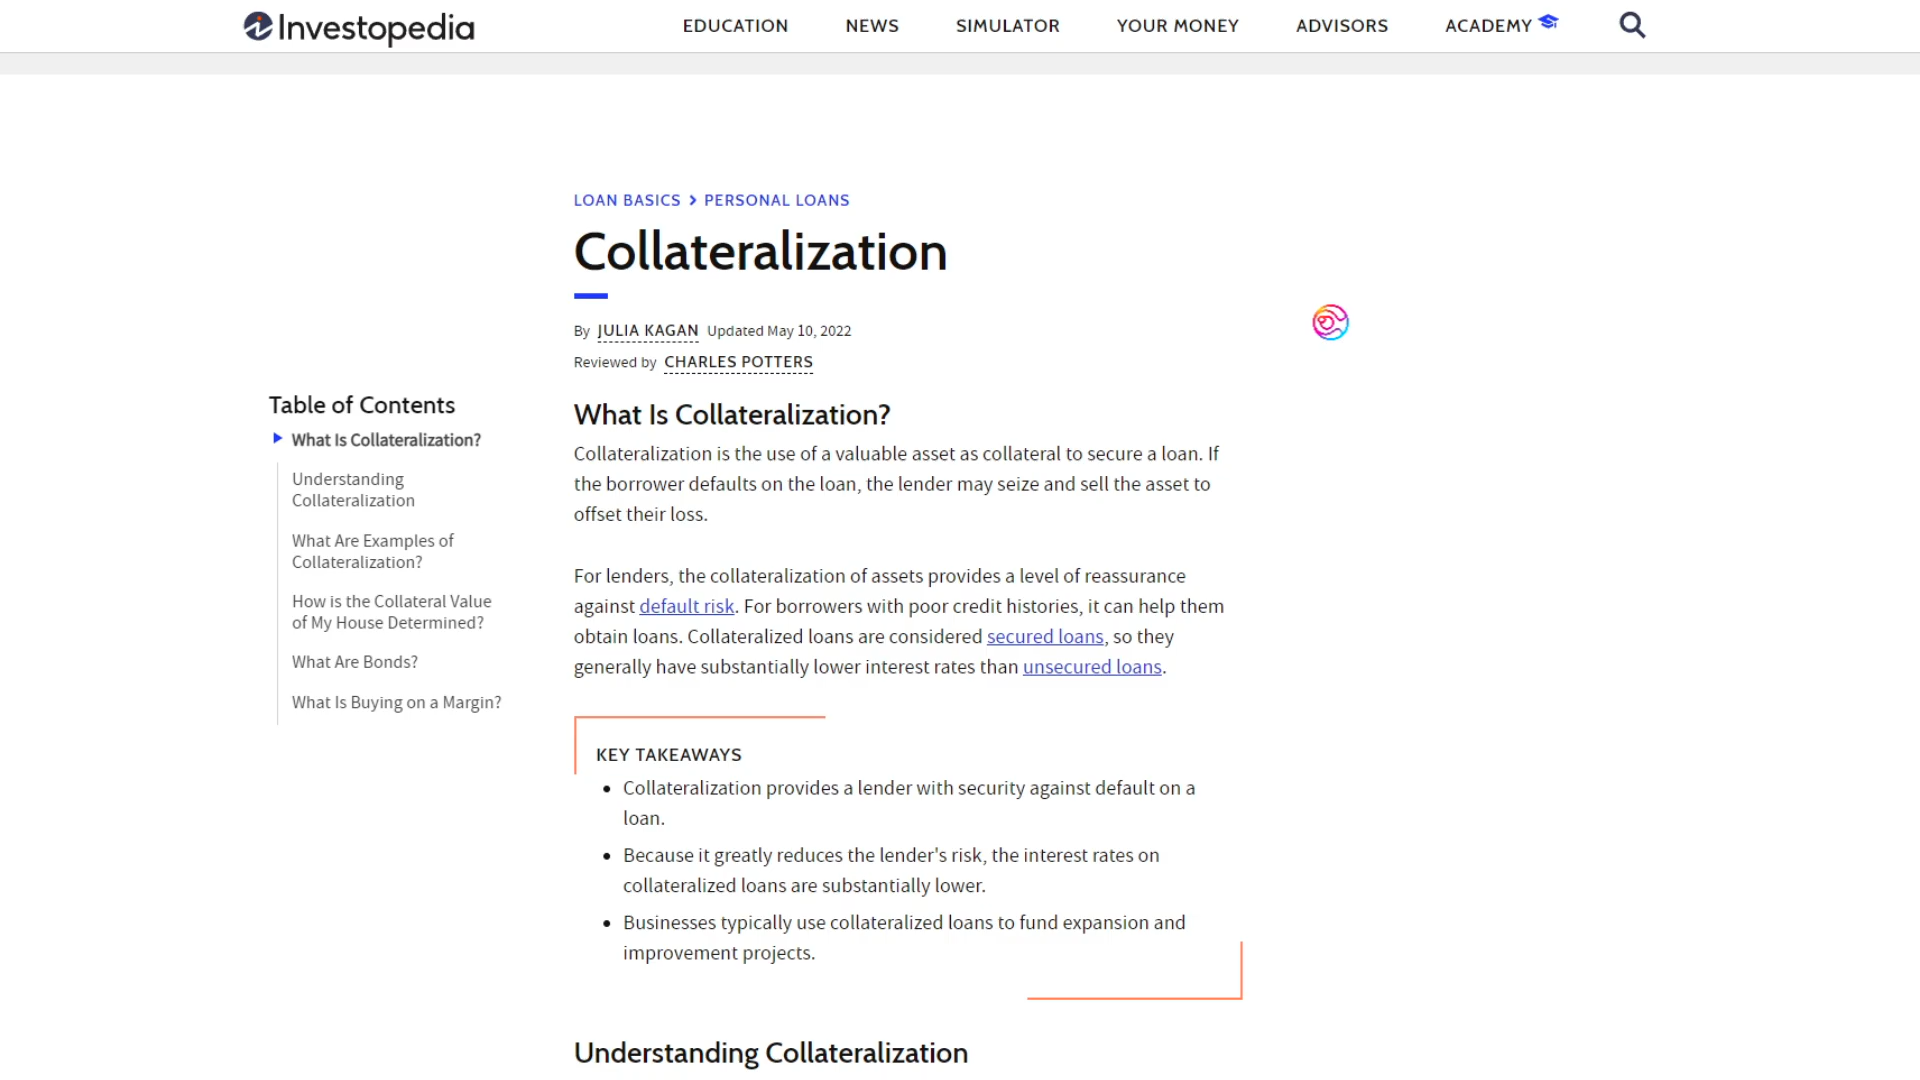 Investopedia
EDUCATION NEWS SIMULATOR YOUR MONEY ADVISORS ACADEMY
LOAN BASICS > PERSONAL LOANS
Collateralization
By JULIA KAGAN Updated May 10, 2022
Reviewed by CHARLES POTTERS
Table of Contents
What Is Collateralization?
Understanding
Collateralization
What Are Examples of
Collateralization?
How is the Collateral Value
of My House Determined?
What Are Bonds?
What Is Buying on a Margin?
What Is Collateralization?
Collateralization is the use of a valuable asset as collateral to secure a loan. If
the borrower defaults on the loan, the lender may seize and sell the asset to
offset their loss.
For lenders, the collateralization of assets provides a level of reassurance
against default risk. For borrowers with poor credit histories, it can help them
obtain loans. Collateralized loans are considered secured loans, so they
generally have substantially lower interest rates than unsecured loans.
KEY TAKEAWAYS
• Collateralization provides a lender with security against default on a
loan.
• Because it greatly reduces the lender's risk, the interest rates on
collateralized loans are substantially lower.
• Businesses typically use collateralized loans to fund expansion and
improvement projects.
Understanding Collateralization